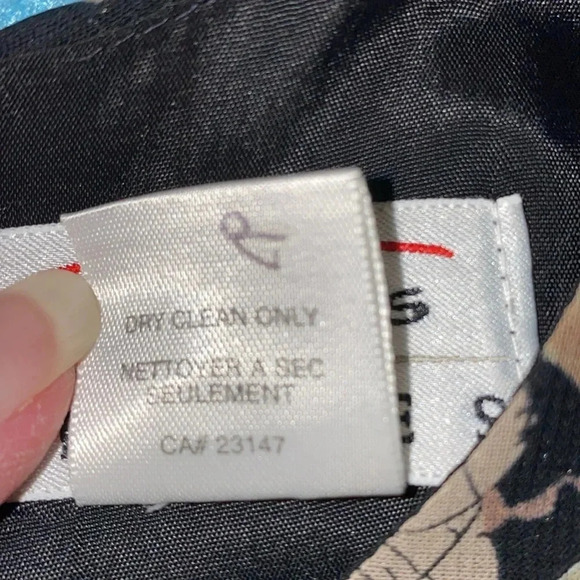 DRY CLEAN ONLY
NETTOYER A SEC
SEULEMENT
CA# 23147